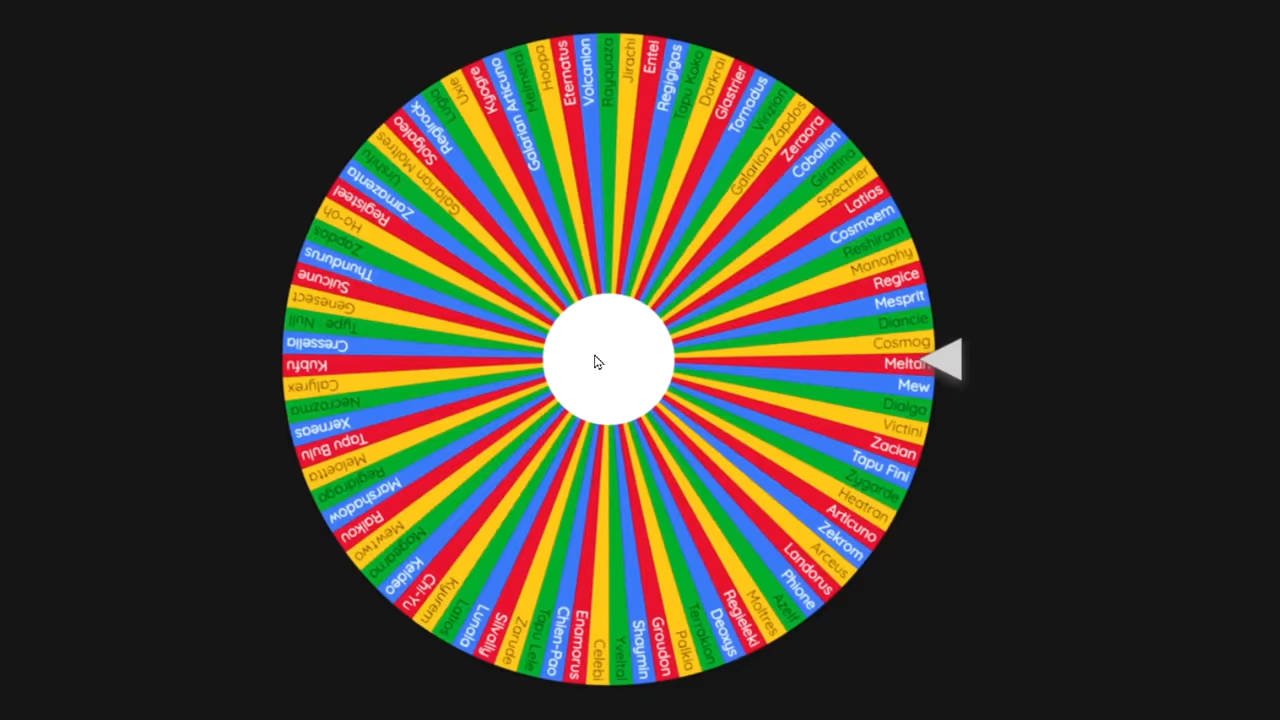 Jirachi
Entei
Regigigas
Tapu Koko
Darkrai
Glastrier
Tornadus
Virizion
Galarian Zapdos
Zeraora
Cobalion
Giratina
Spectrier
Latias
Cosmoem
Reshiram
Manaphy
Regice
Mesprit
Diancie
Cosmog
Meltan
Mew
Dialga
Victini
Zacian
Tapu Fini
Zygarde
Heatran
Articuno
Zekrom
Arceus
Landorus
Phione
Azelf
Moltres
Regieleki
Deoxys
Terrakion
Palkia
Groudon
Shaymin
Yveltal
Celebi
Enamorus
Chien-Pao
Tapu Lele
Zarude
Silvally
Lunala
Latios
Kyurem
Chi-Yu
Keldeo
Magearna
Mewtwo
Raikou
Marshadow
Regidrago
Meloetta
Tapu Bulu
Xerneas
Necrozma
Calyrex
Kubfu
Cressella
Type: Null
Genesect
Suicune
Thundurus
Zapdos
Ho-oh
Registeel
Zamazenta
Urshifu
Galarian Moltres
Solgaleo
Regirock
Lugia
Uxie
Kyogre
Galarian Articuno
Melmetal
Hoopa
Eternatus
Volcanion
Rayquaza